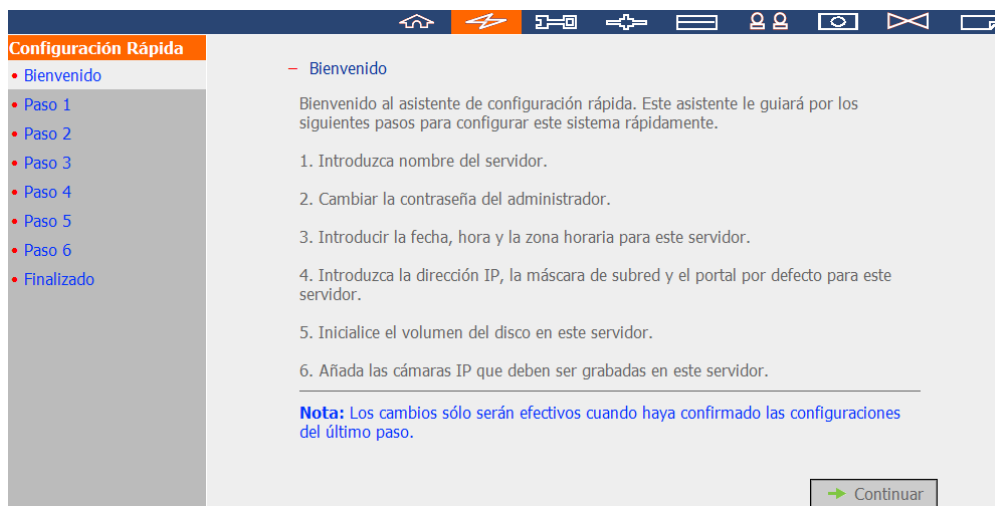 Configuración Rápida
• Bienvenido
• Paso 1
• Paso 2
• Paso 3
• Paso 4
• Paso 5
• Paso 6
• Finalizado
– Bienvenido
Bienvenido al asistente de configuración rápida. Este asistente le guiará por los
siguientes pasos para configurar este sistema rápidamente.
1. Introduzca nombre del servidor.
2. Cambiar la contraseña del administrador.
3. Introducir la fecha, hora y la zona horaria para este servidor.
4. Introduzca la dirección IP, la máscara de subred y el portal por defecto para este
servidor.
5. Inicialice el volumen del disco en este servidor.
6. Añada las cámaras IP que deben ser grabadas en este servidor.
Nota: Los cambios sólo serán efectivos cuando haya confirmado las configuraciones
del último paso.
Continuar